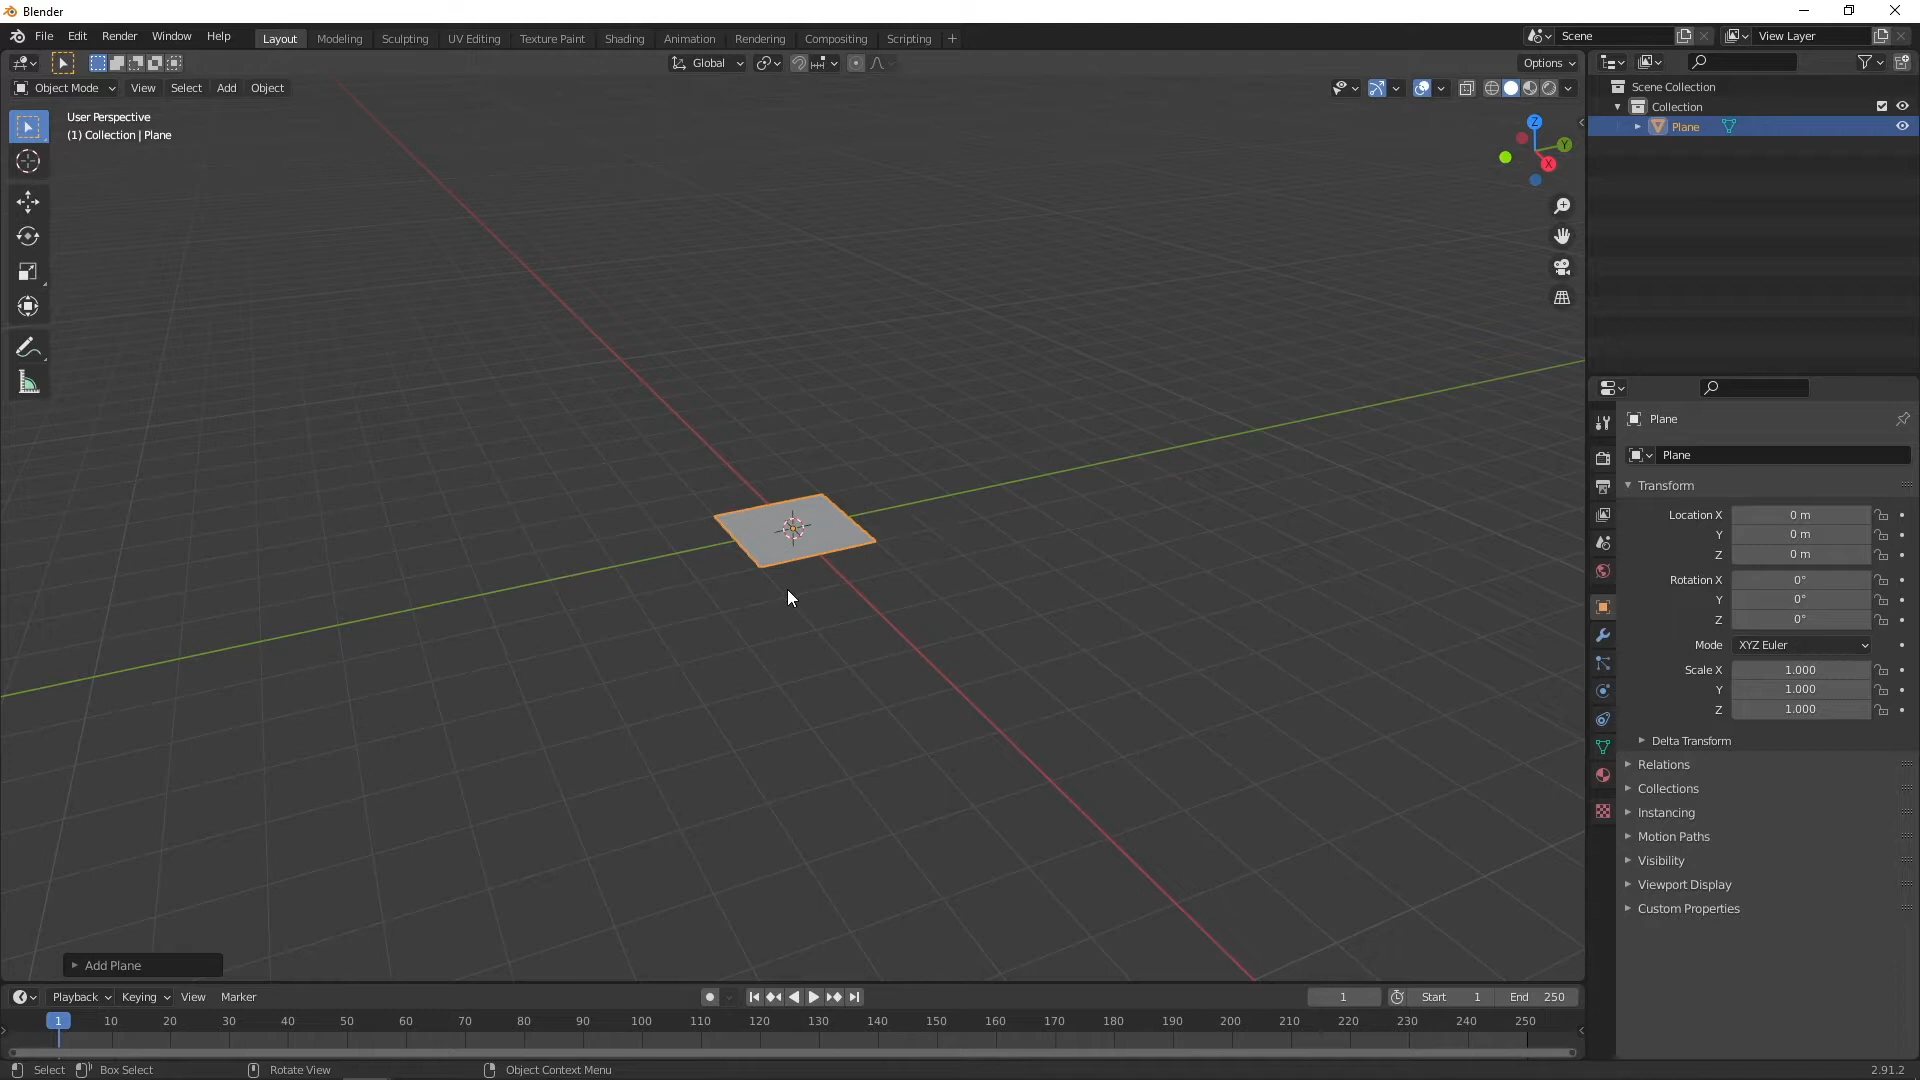 Blender
File Edit Render Window Help
Layout Modeling Sculpting UV Editing Texture Paint Shading Animation Rendering Compositing Scripting +
Scene
View Layer
Global
Options
Object Mode View Select Add Object
User Perspective
(1) Collection | Plane
Z
Y
X
Scene Collection
Collection
Plane
Plane
Plane
Transform
Location X 0 m
Y 0 m
Z 0 m
Rotation X 0°
Y 0°
Z 0°
Mode XYZ Euler
Scale X 1.000
Y 1.000
Z 1.000
Delta Transform
Relations
Collections
Instancing
Motion Paths
Visibility
Viewport Display
Custom Properties
Add Plane
Playback Keying View Marker
1 Start 1 End 250
1 10 20 30 40 50 60 70 80 90 100 110 120 130 140 150 160 170 180 190 200 210 220 230 240 250
Select Box Select Rotate View Object Context Menu 2.91.2